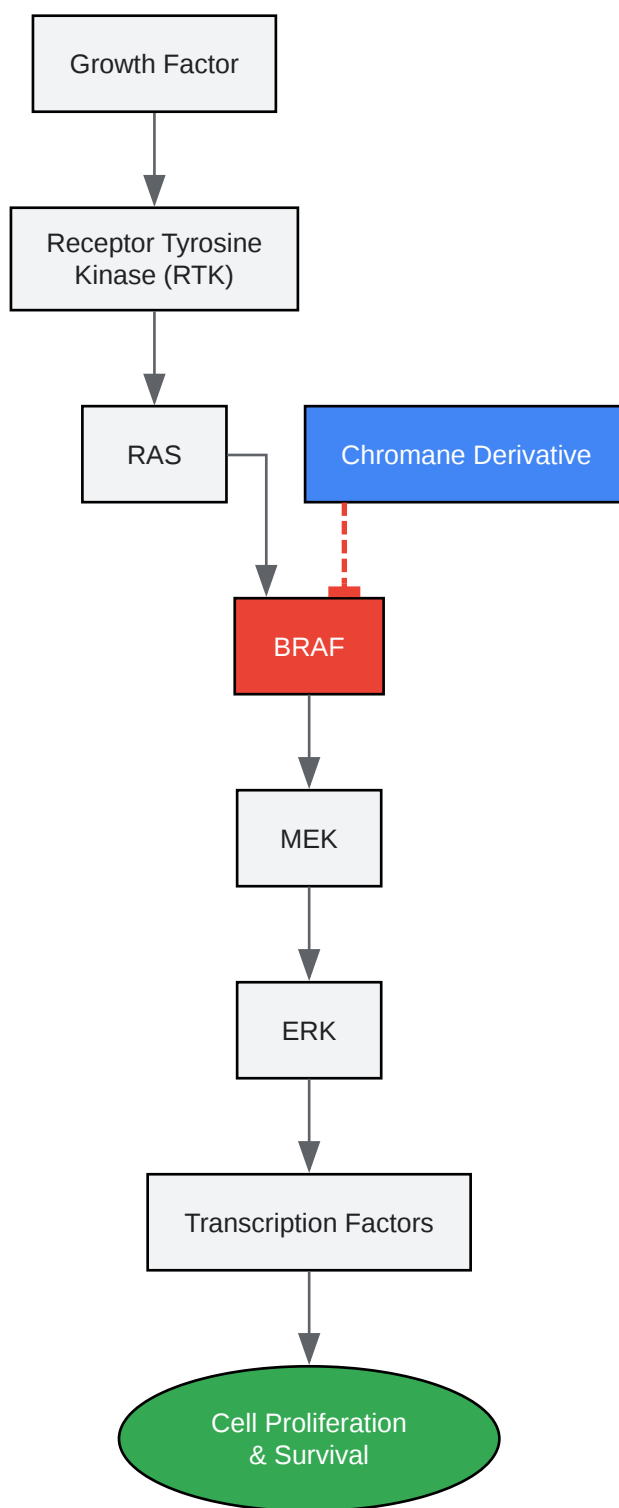 Growth Factor
Receptor Tyrosine
Kinase (RTK)
RAS
Chromane Derivative
BRAF
MEK
ERK
Transcription Factors
Cell Proliferation
& Survival